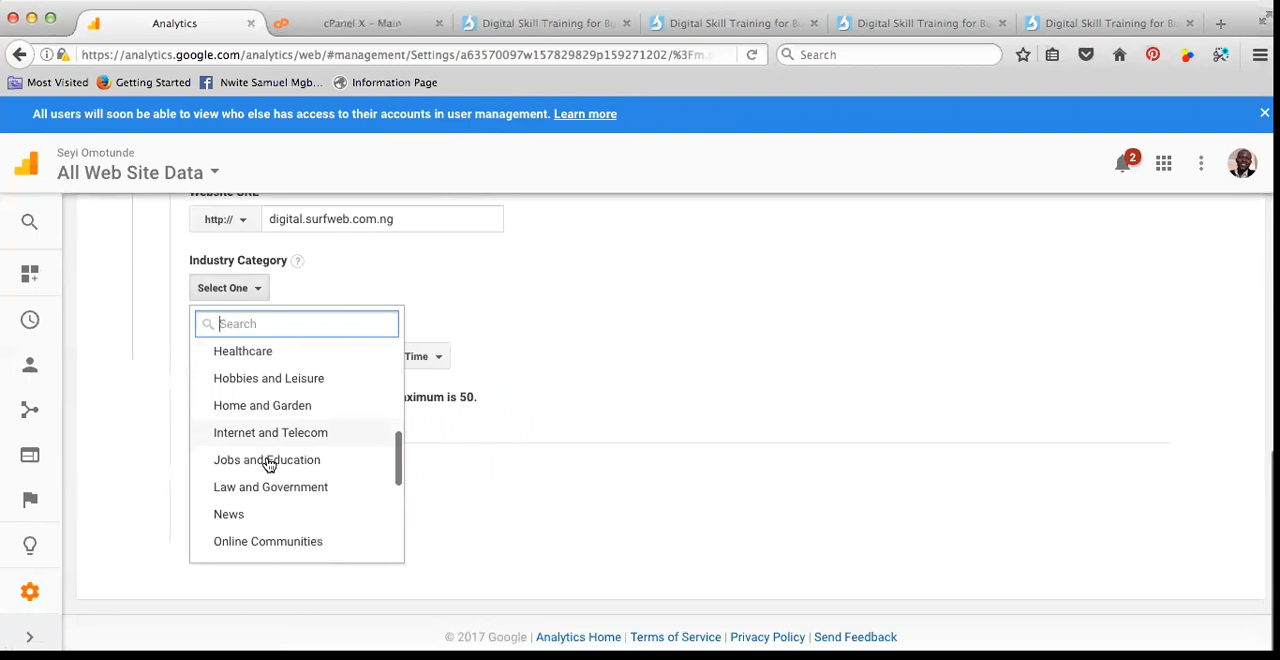 Analytics
cPanel X – Main
Digital Skill Training for Bu
Digital Skill Training for Bu
Digital Skill Training for Bu
Digital Skill Training for Bu
https://analytics.google.com/analytics/web/#management/Settings/a63570097w157829829p159271202/%3Fm.
Search
Most Visited
Getting Started
Nwite Samuel Mgb...
Information Page
All users will soon be able to view who else has access to their accounts in user management. Learn more
Seyi Omotunde
All Web Site Data
2
Website URL
http://
digital.surfweb.com.ng
Industry Category
Select One
Search
Healthcare
Time
Hobbies and Leisure
aximum is 50.
Home and Garden
Internet and Telecom
Jobs and Education
Law and Government
News
Online Communities
© 2017 Google | Analytics Home | Terms of Service | Privacy Policy | Send Feedback